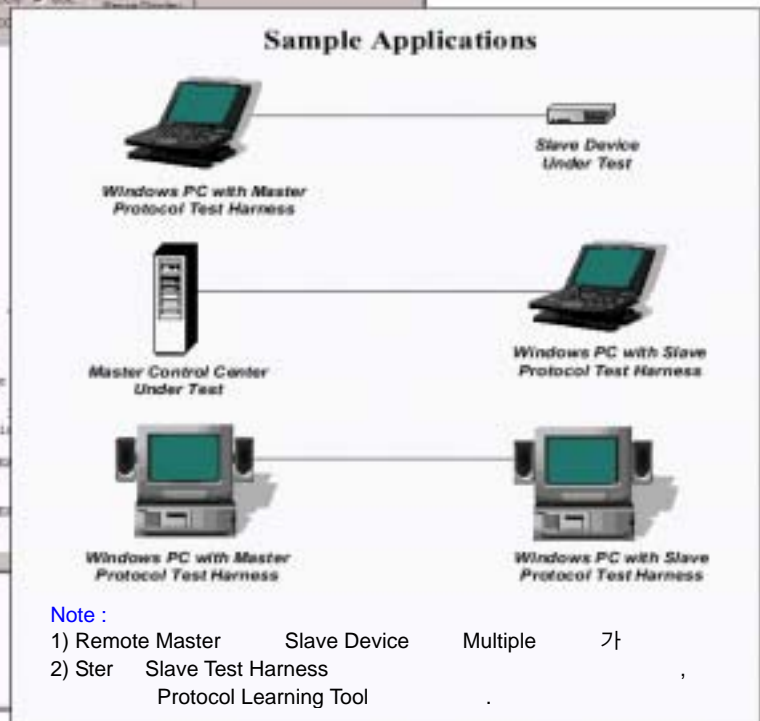 Sample Applications
Slave Device
Under Test
Windows PC with Master
Protocol Test Harness
Master Control Center
Under Test
Windows PC with Slave
Protocol Test Harness
Windows PC with Master
Protocol Test Harness
Windows PC with Slave
Protocol Test Harness
Note :
1) Remote Master Slave Device Multiple 가
2) Ster Slave Test Harness ,
Protocol Learning Tool .